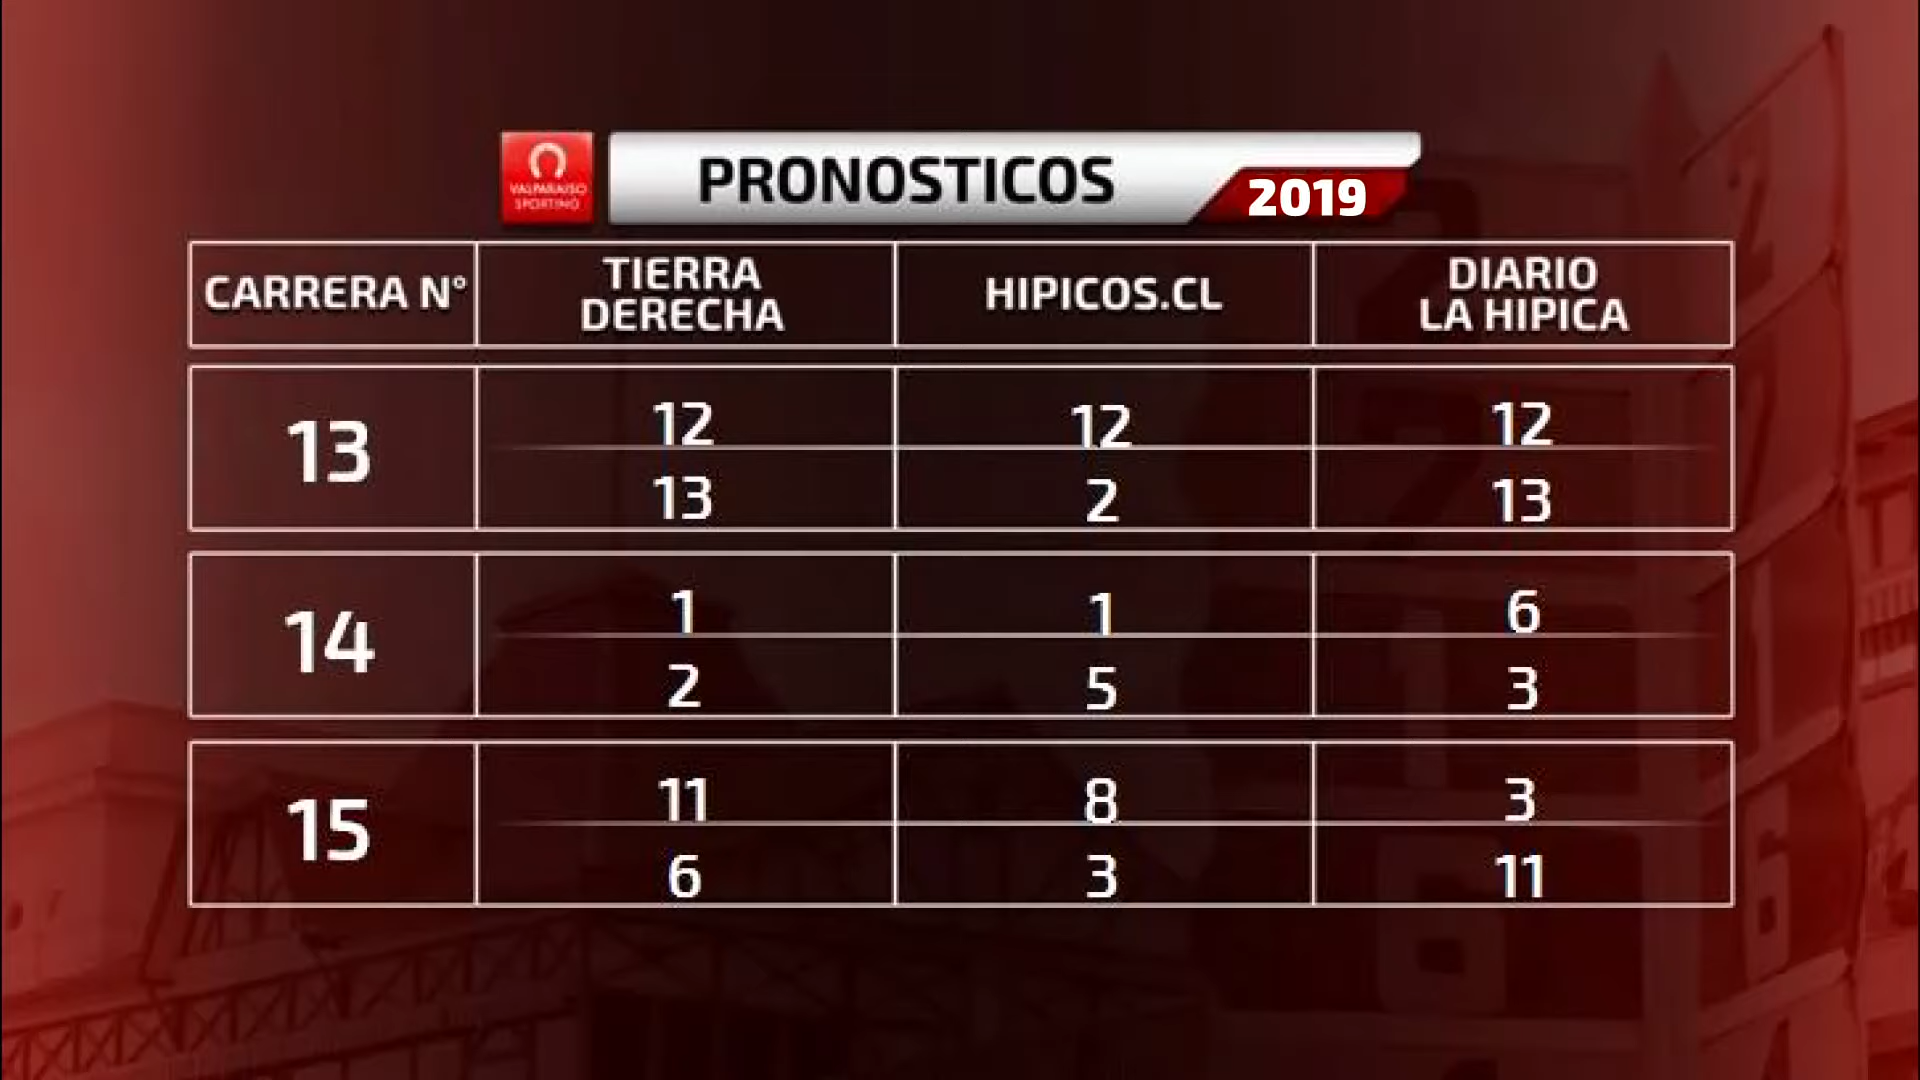 VALPARAISO
SPORTING
PRONOSTICOS
2019
CARRERA N°
TIERRA
DERECHA
HIPICOS.CL
DIARIO
LA HIPICA
13
12
12
12
13
2
13
14
1
1
6
2
5
3
15
11
8
3
6
3
11